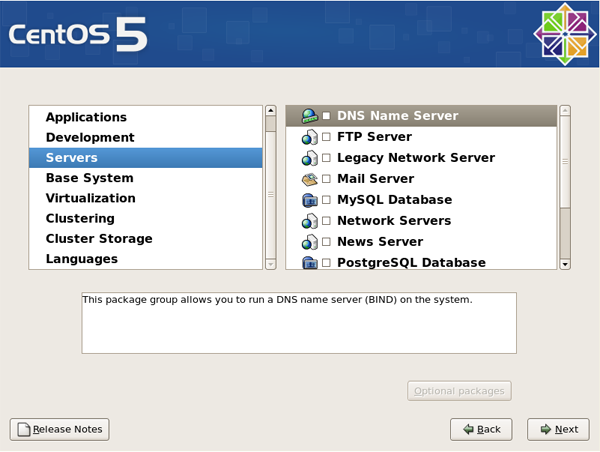 CentOS 5
Applications
Development
Servers
Base System
Virtualization
Clustering
Cluster Storage
Languages
DNS Name Server
FTP Server
Legacy Network Server
Mail Server
MySQL Database
Network Servers
News Server
PostgreSQL Database
This package group allows you to run a DNS name server (BIND) on the system.
Optional packages
Release Notes
Back
Next